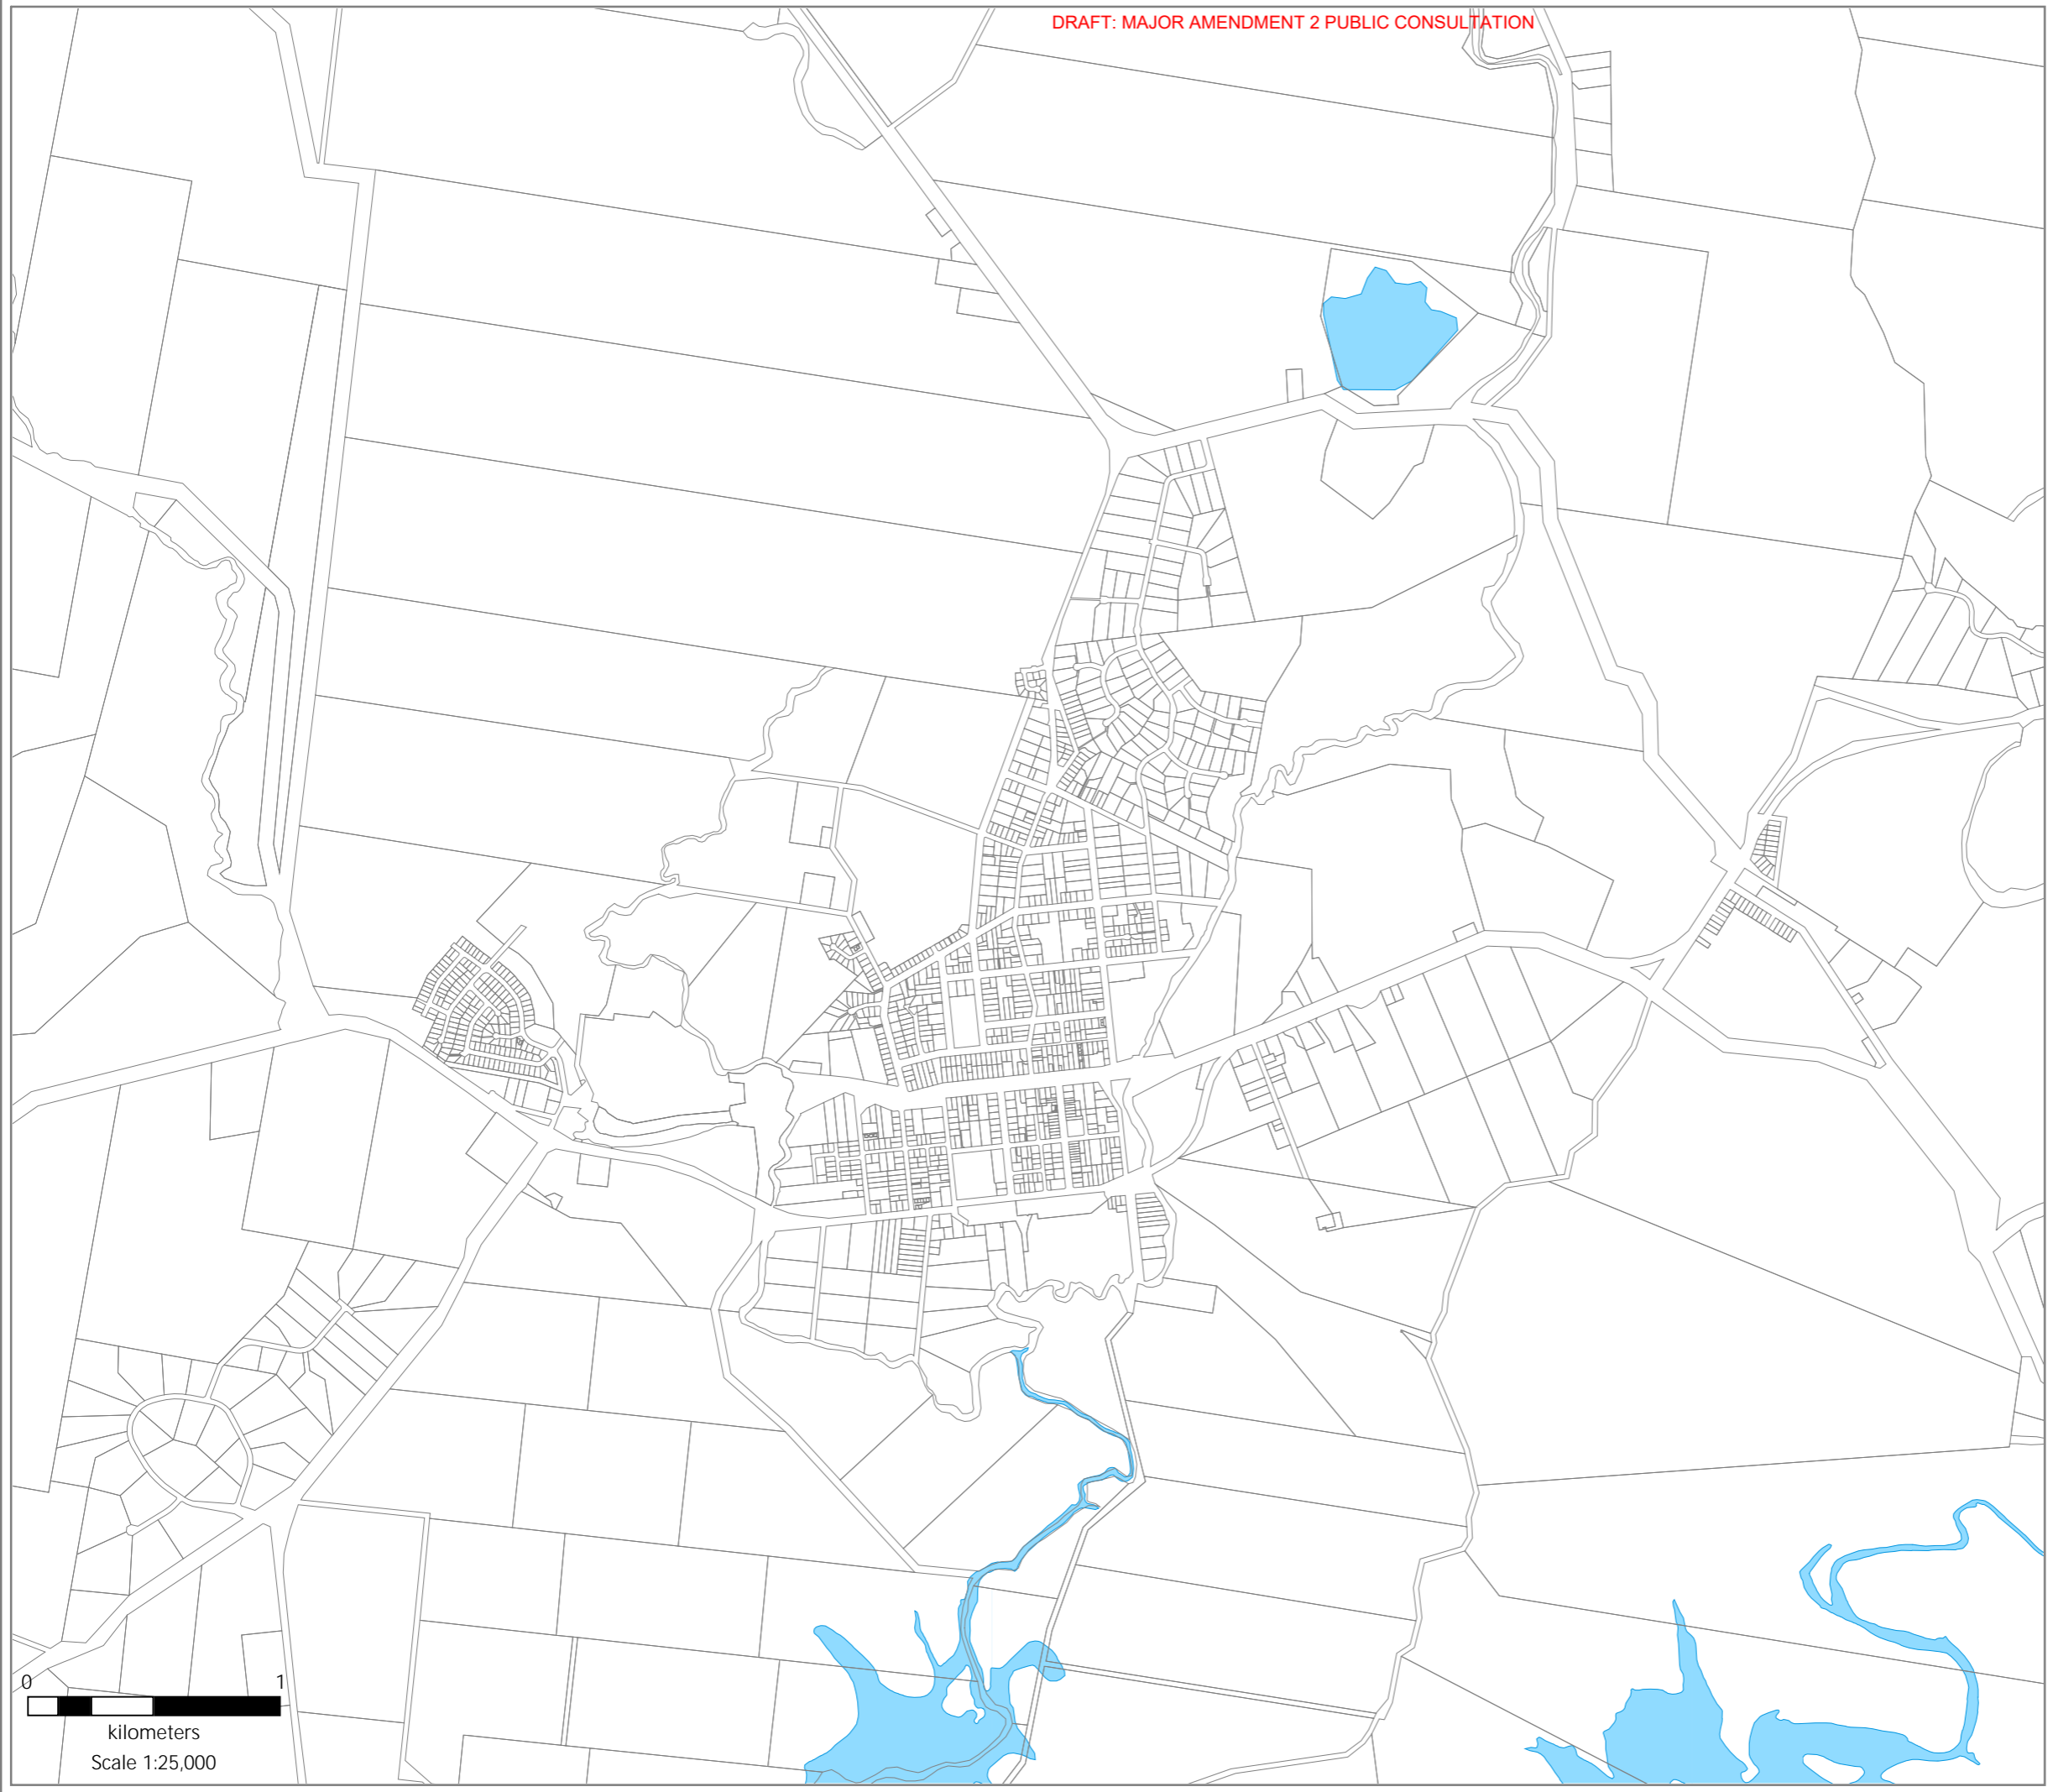 DRAFT: MAJOR AMENDMENT 2 PUBLIC CONSULTATION
0 1
kilometers
Scale 1:25,000